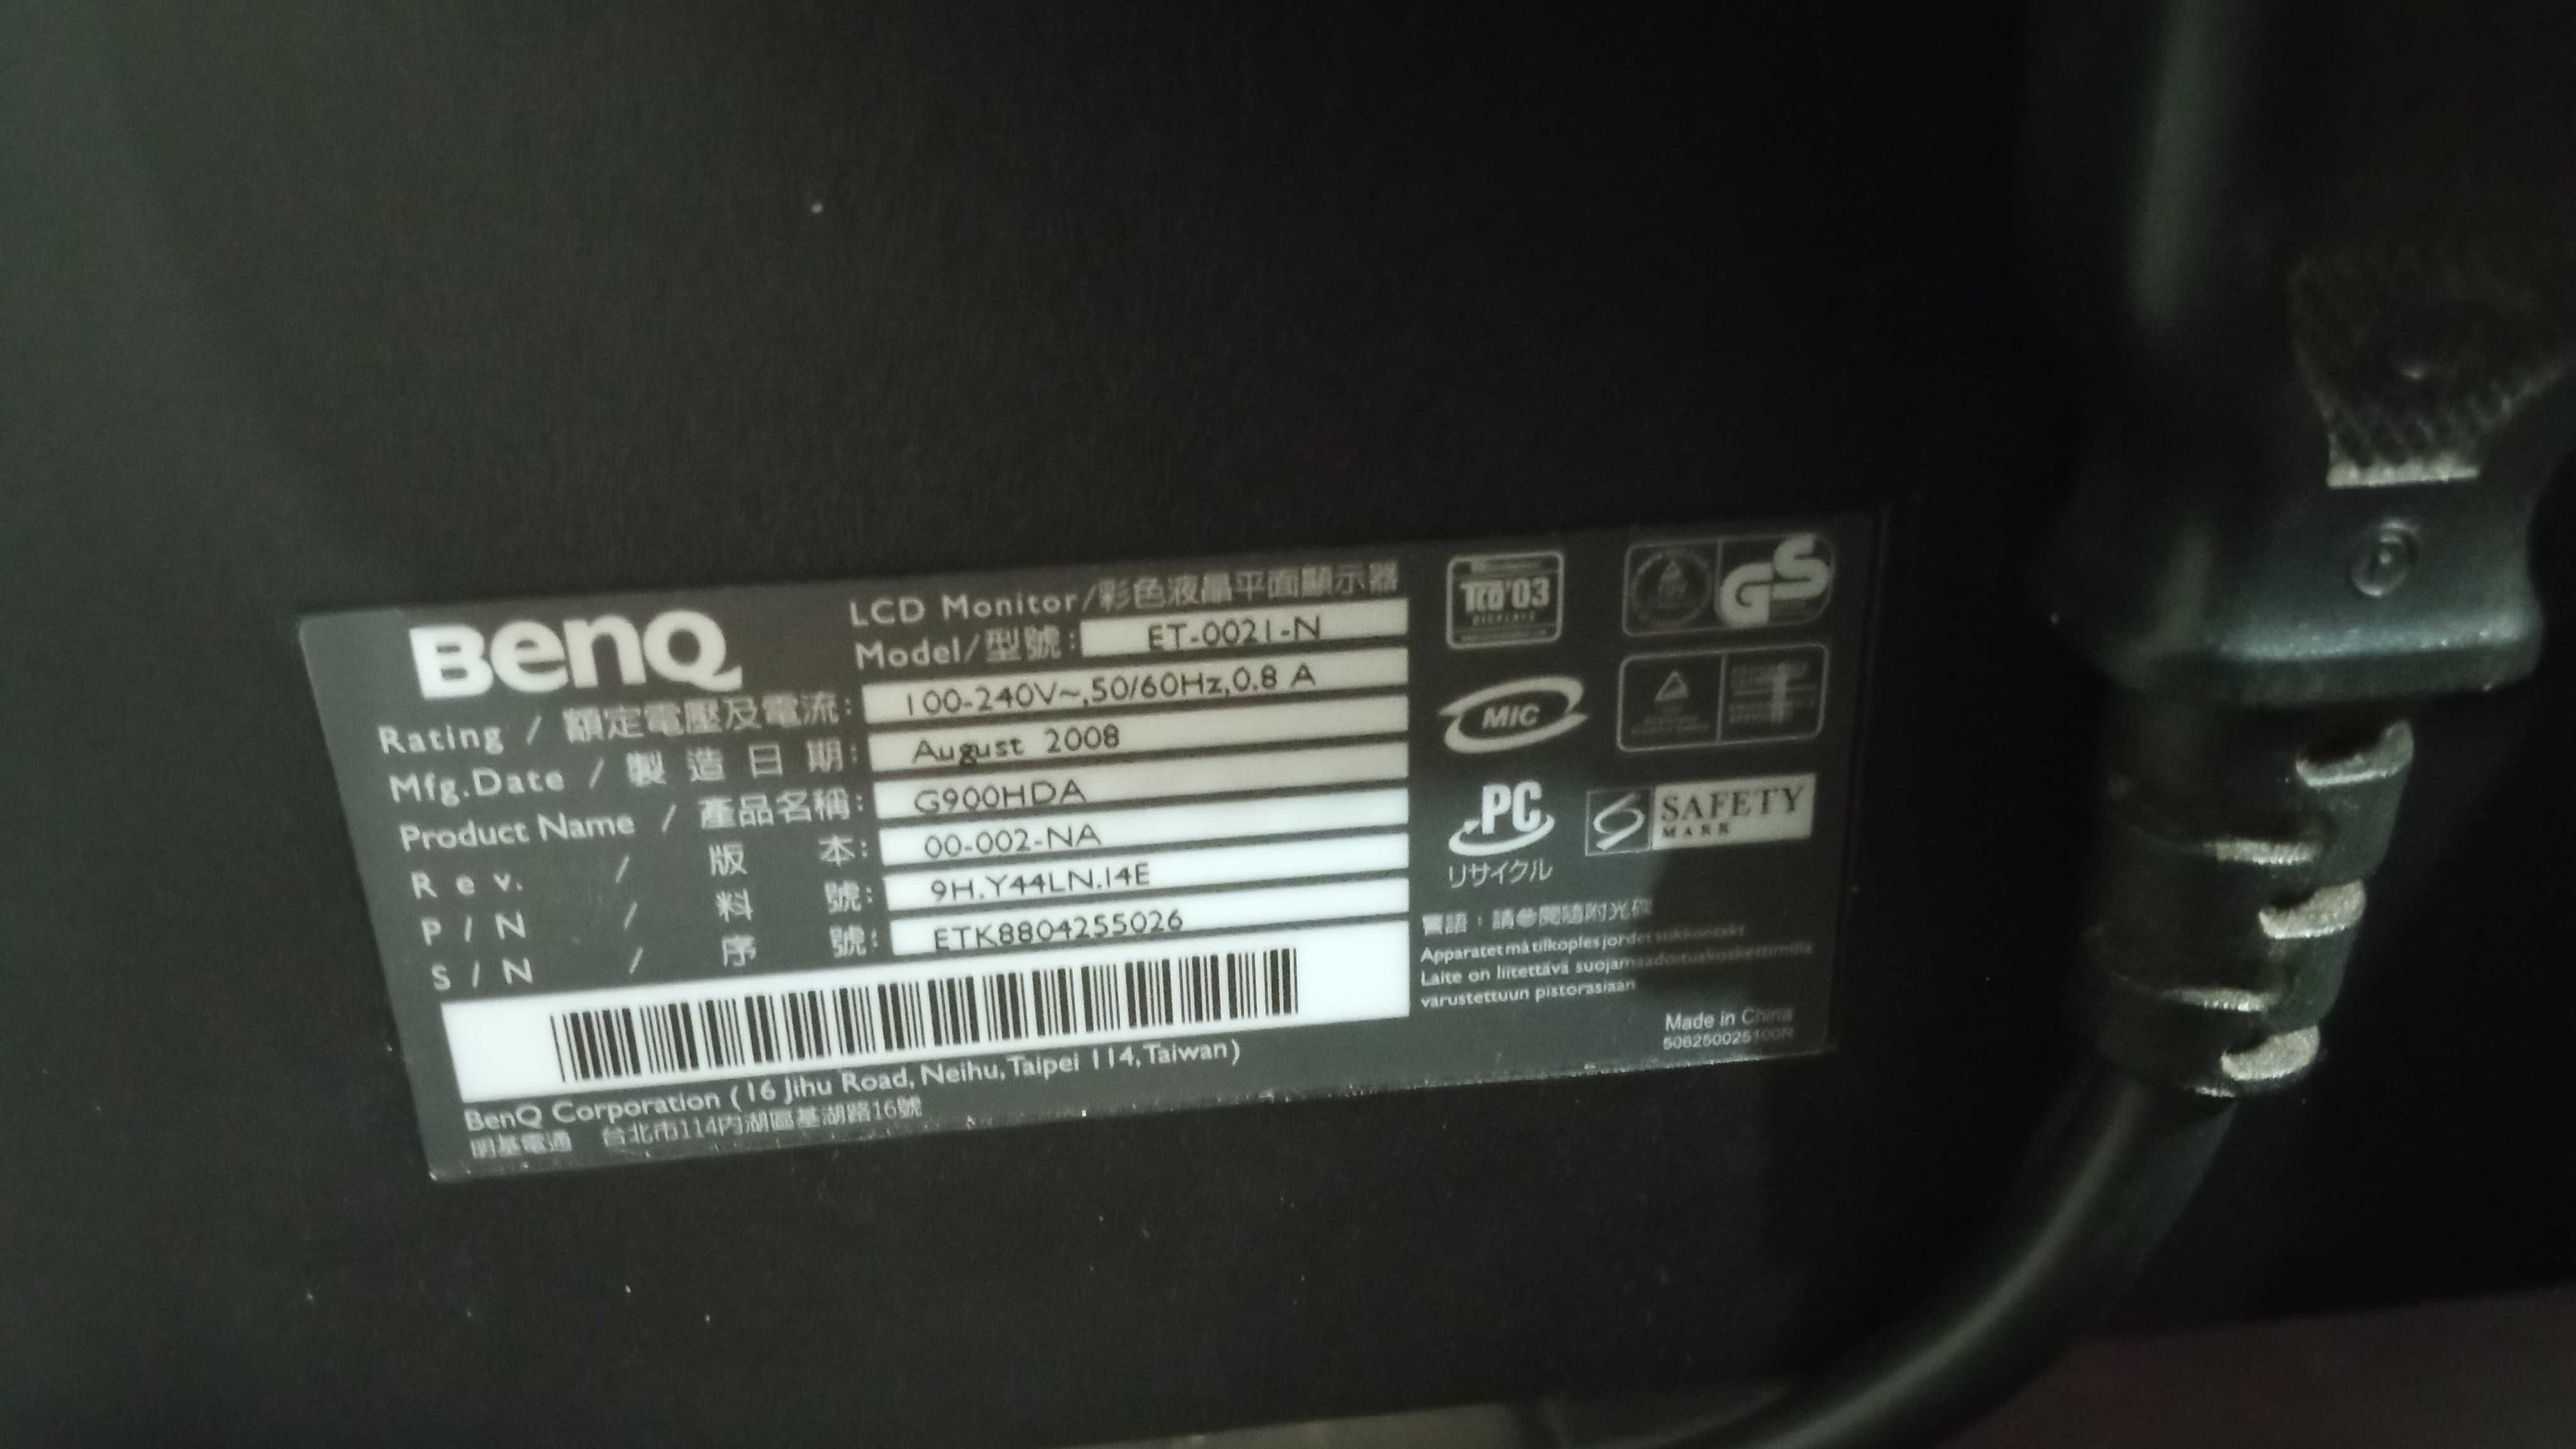 BenQ
LCD Monitor/彩色液晶平面顯示器
Model/型號: ET-0021-N
Rating / 額定電壓及電流: 100-240V~,50/60Hz,0.8 A
Mfg.Date / 製造日期: August 2008
Product Name / 產品名稱: G900HDA
Rev. / 版本: 00-002-NA
P/N / 料號: 9H.Y44LN.14E
S/N / 序號: ETK8804255026
BenQ Corporation (16 Jihu Road, Neihu, Taipei 114, Taiwan)
明基電通 台北市114內湖區基湖路16號
TCO'03
DISPLAYS
GS
MIC
PC
リサイクル
S SAFETY
MARK
警語：請參閱隨附光碟
Apparatet må tilkoples jordet stikkontakt
Laite on liitettävä suojamaadoituskoskettimilla
varustettuun pistorasiaan
Made in China
506250025100R
P